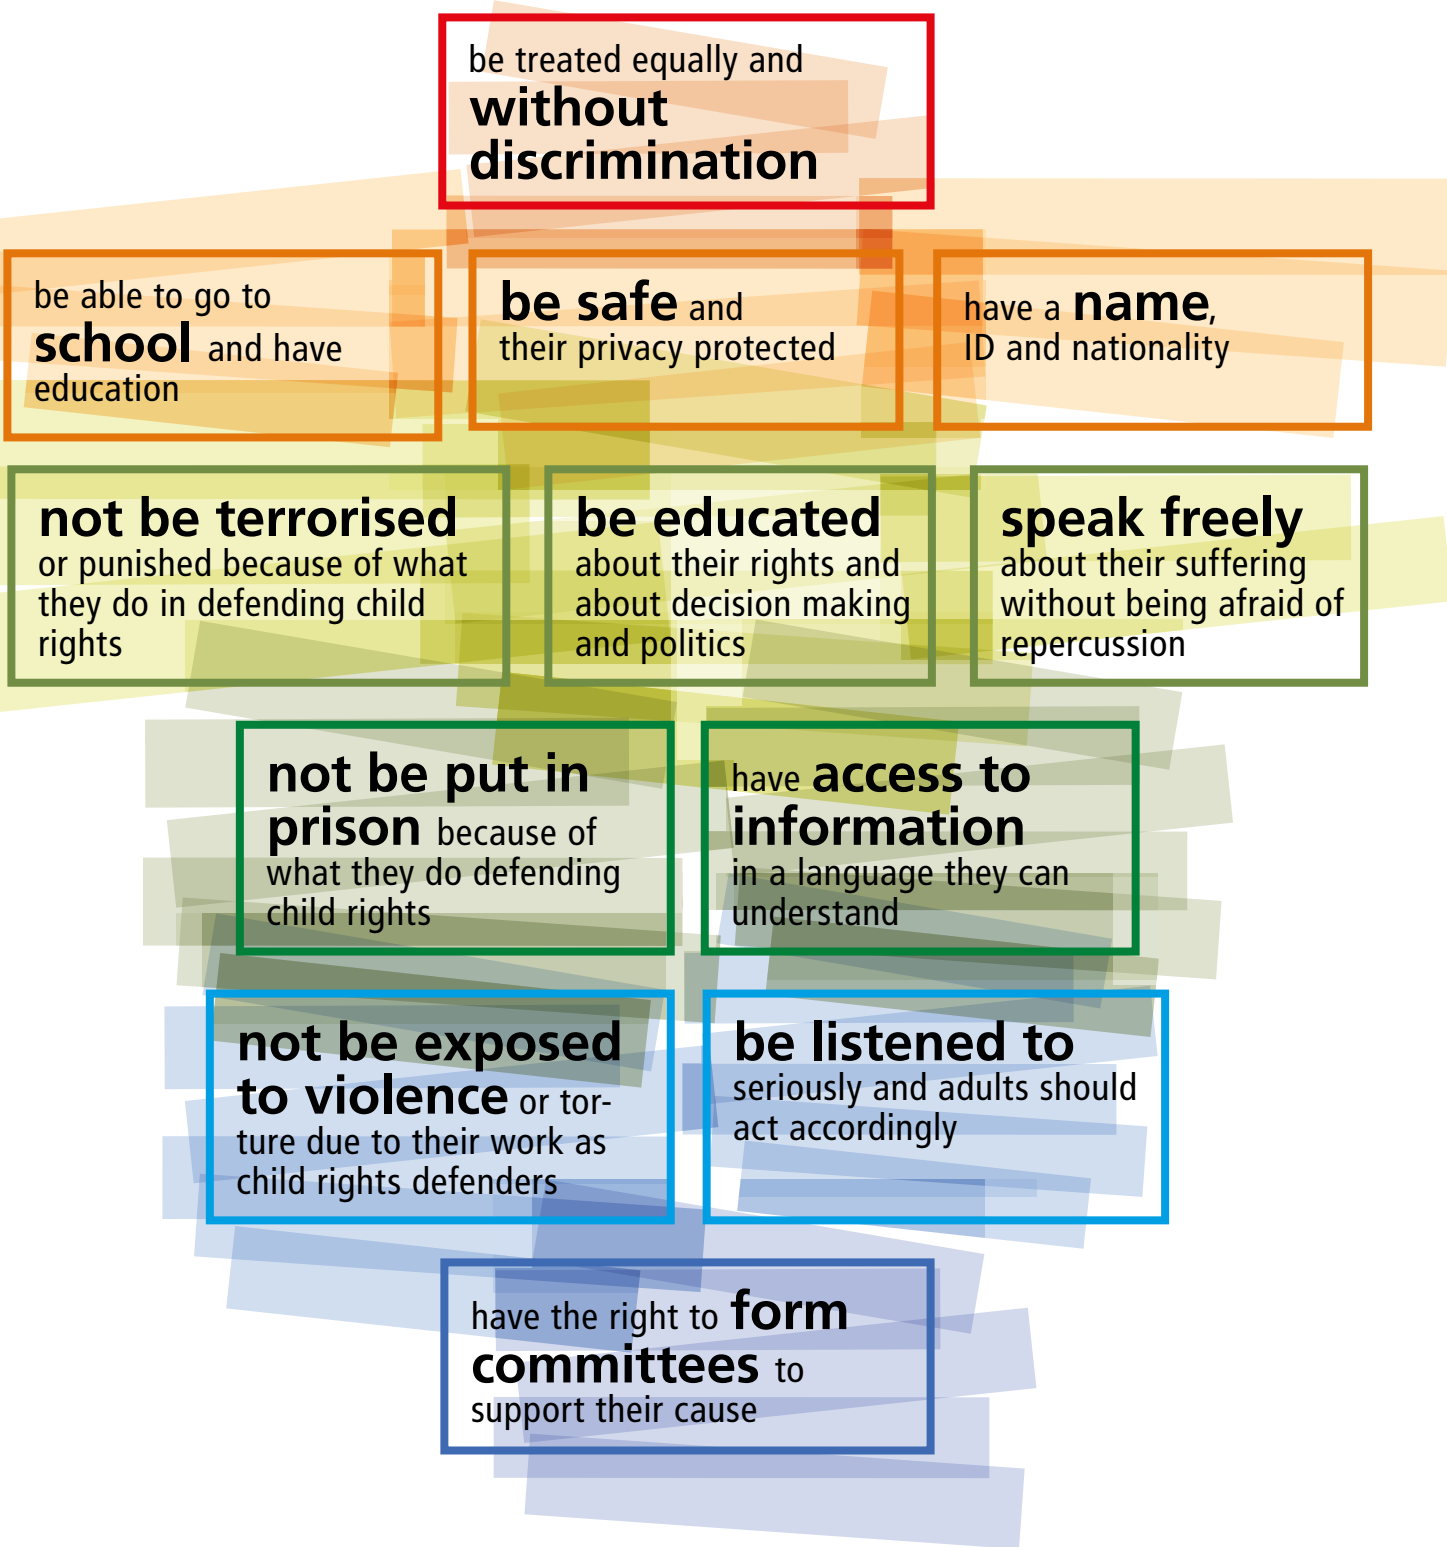 be treated equally and
without
discrimination
be able to go to
school and have
education
be safe and
their privacy protected
have a name,
ID and nationality
not be terrorised
or punished because of what
they do in defending child
rights
be educated
about their rights and
about decision making
and politics
speak freely
about their suffering
without being afraid of
repercussion
not be put in
prison because of
what they do defending
child rights
have access to
information
in a language they can
understand
not be exposed
to violence or tor-
ture due to their work as
child rights defenders
be listened to
seriously and adults should
act accordingly
have the right to form
committees to
support their cause